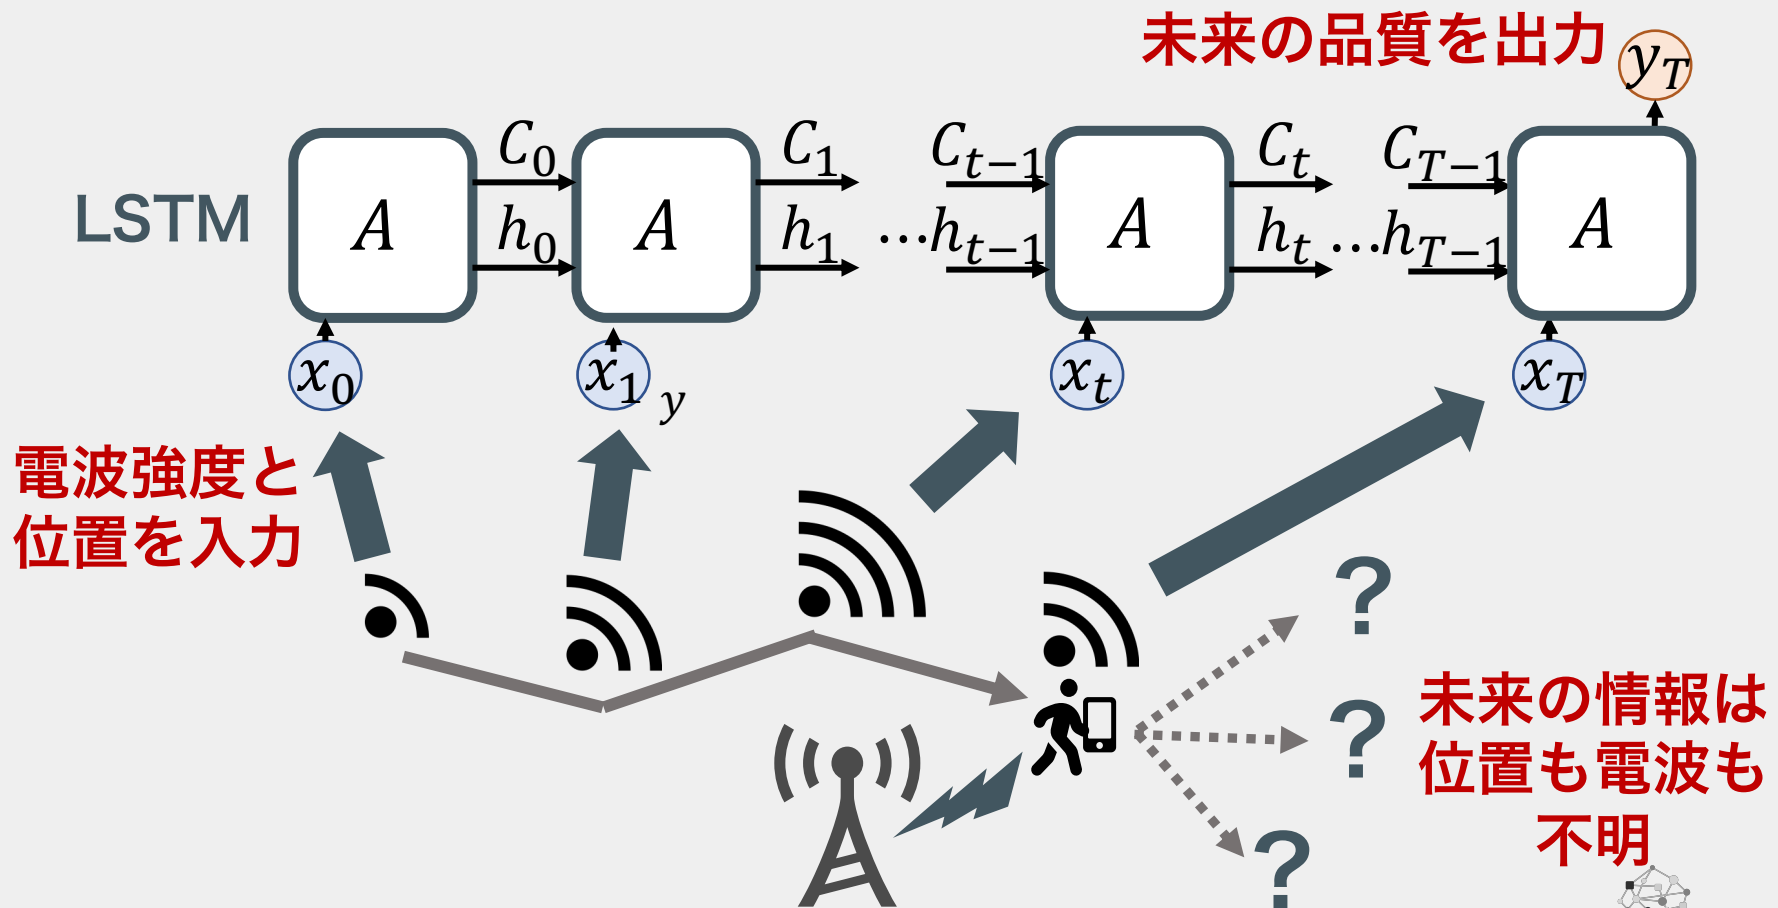 未来の品質を出力
y_T
LSTM
A
C_0
h_0
A
C_1
h_1
...
C_{t-1}
h_{t-1}
A
C_t
h_t
...
C_{T-1}
h_{T-1}
A
x_0
x_1
y
x_t
x_T
電波強度と
位置を入力
?
?
?
未来の情報は
位置も電波も
不明